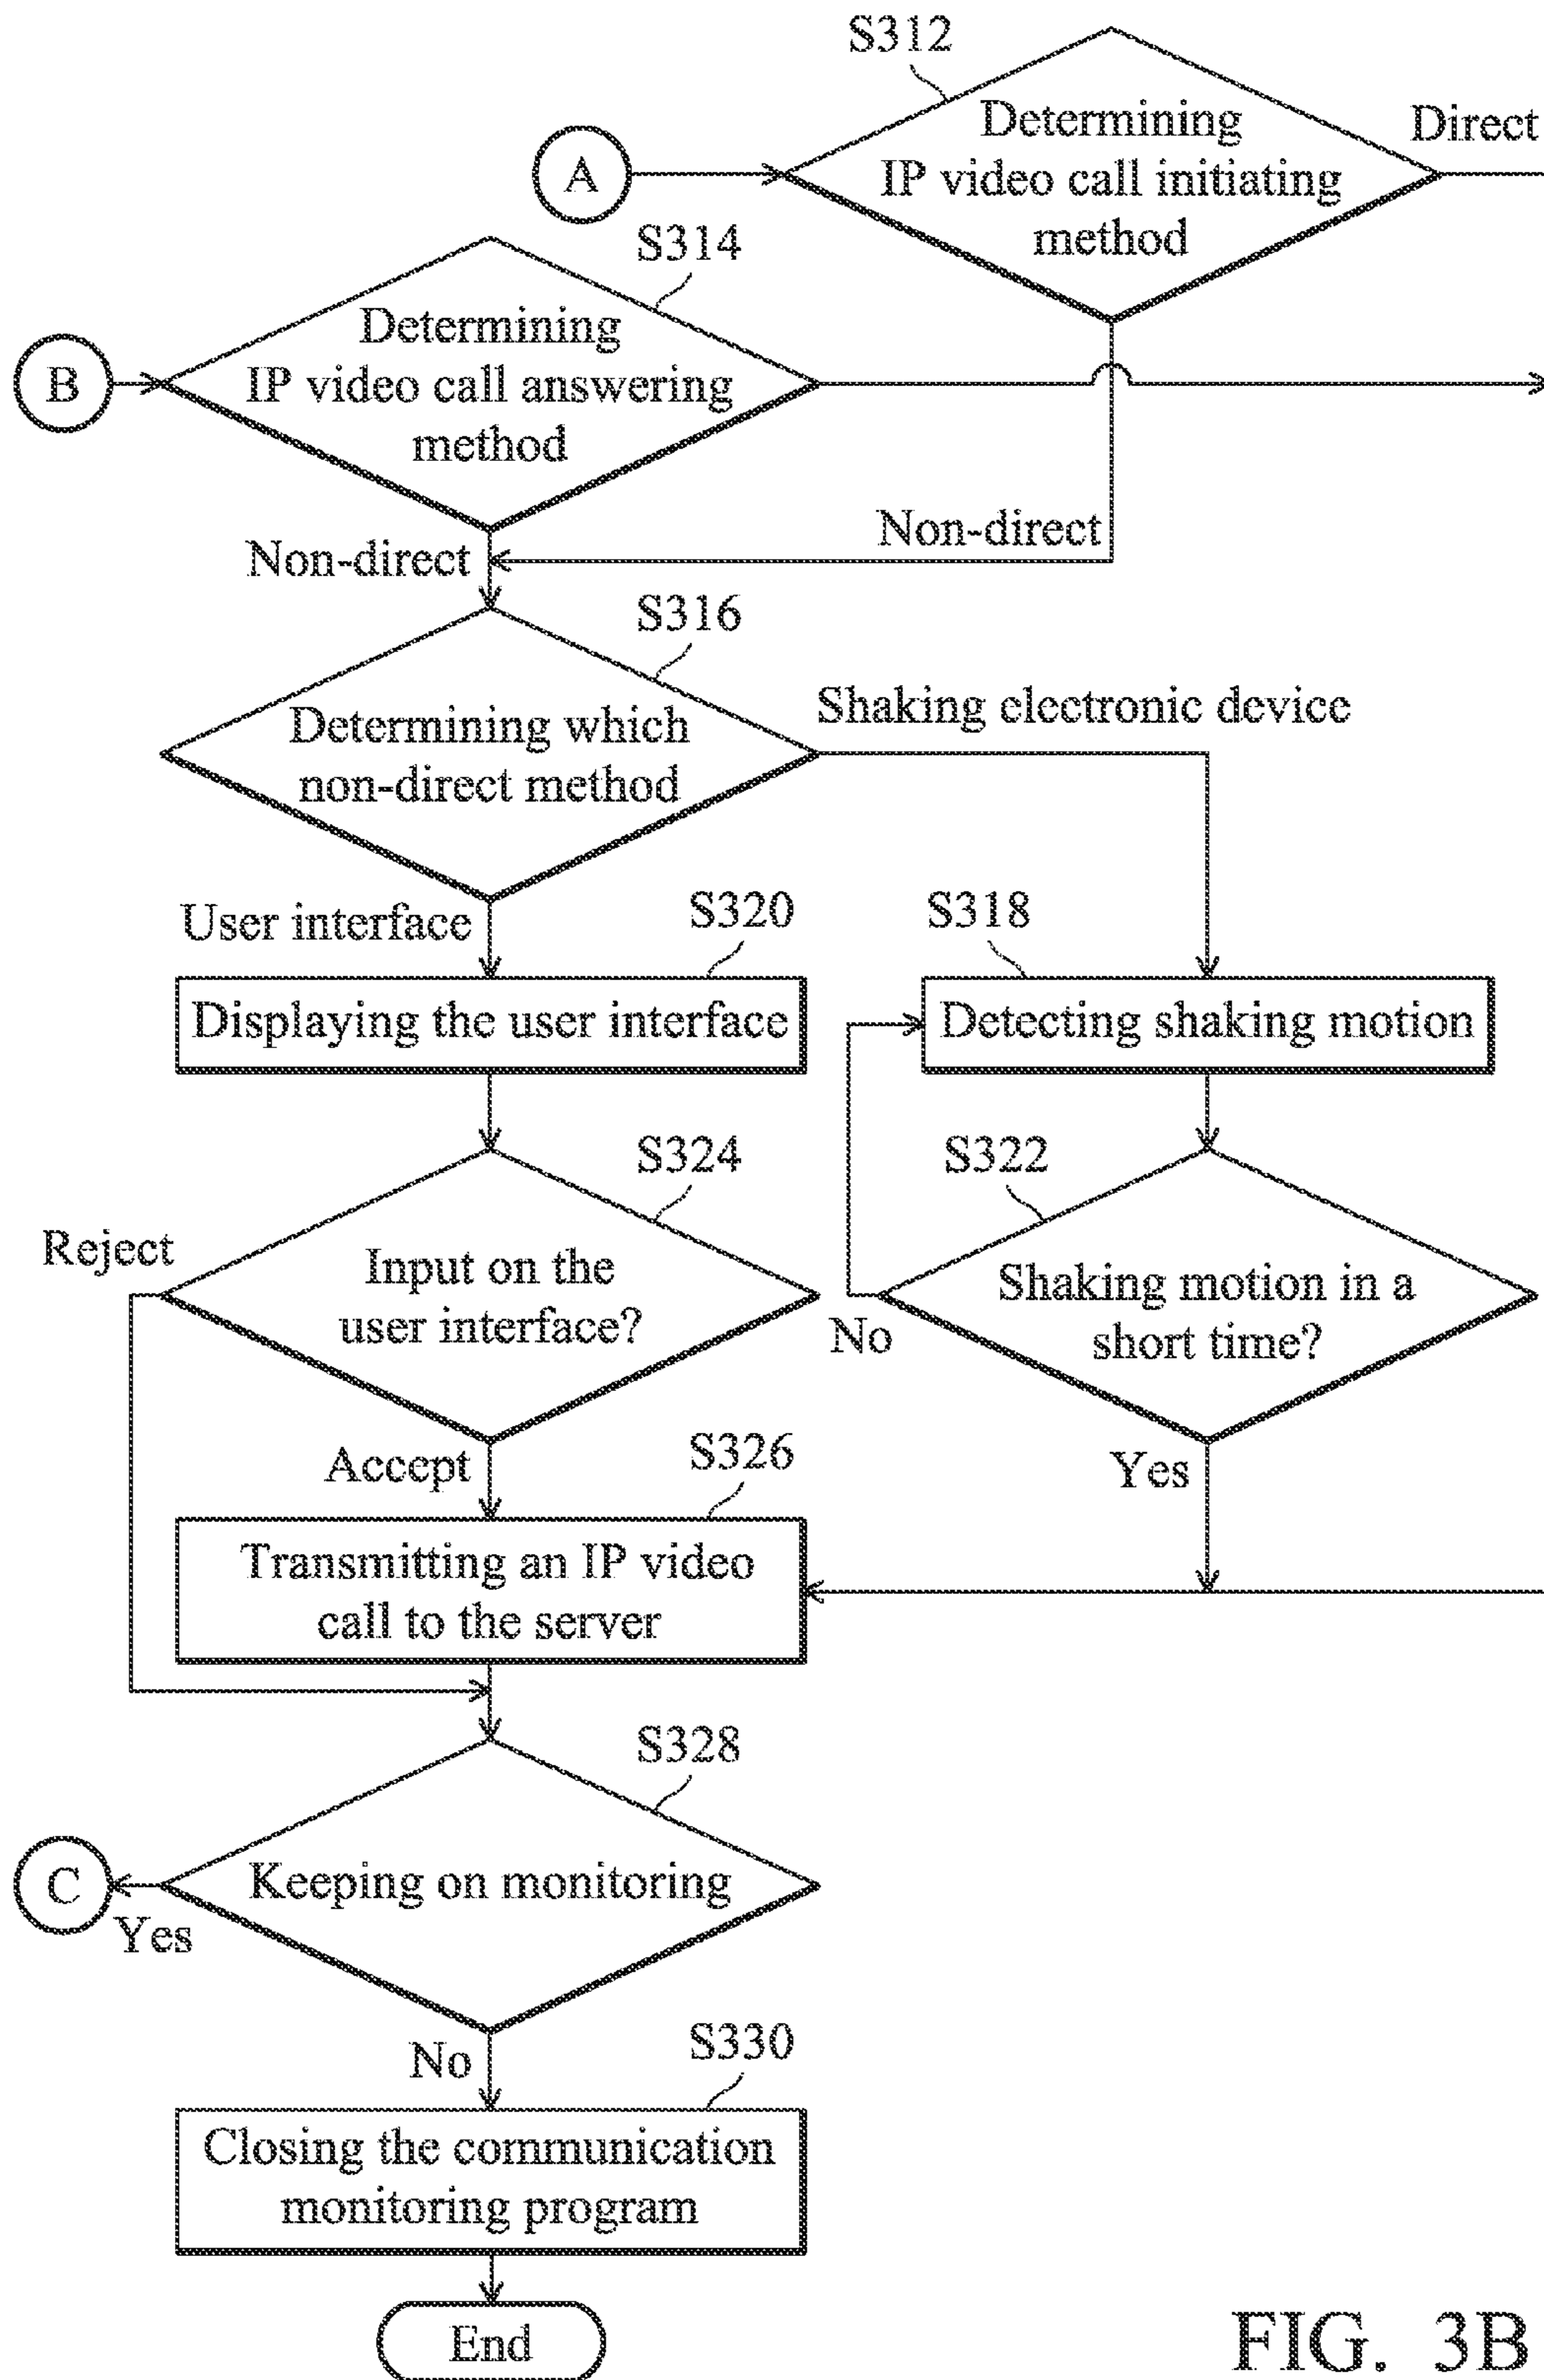 S312
Determining
IP video call initiating
method
Direct
A
S314
Determining
IP video call answering
method
B
Non-direct
Non-direct
S316
Determining which
non-direct method
Shaking electronic device
User interface
S320
Displaying the user interface
S318
Detecting shaking motion
S324
Input on the
user interface?
Reject
S322
Shaking motion in a
short time?
No
Accept
Yes
S326
Transmitting an IP video
call to the server
S328
Keeping on monitoring
C
Yes
No
S330
Closing the communication
monitoring program
End
FIG. 3B